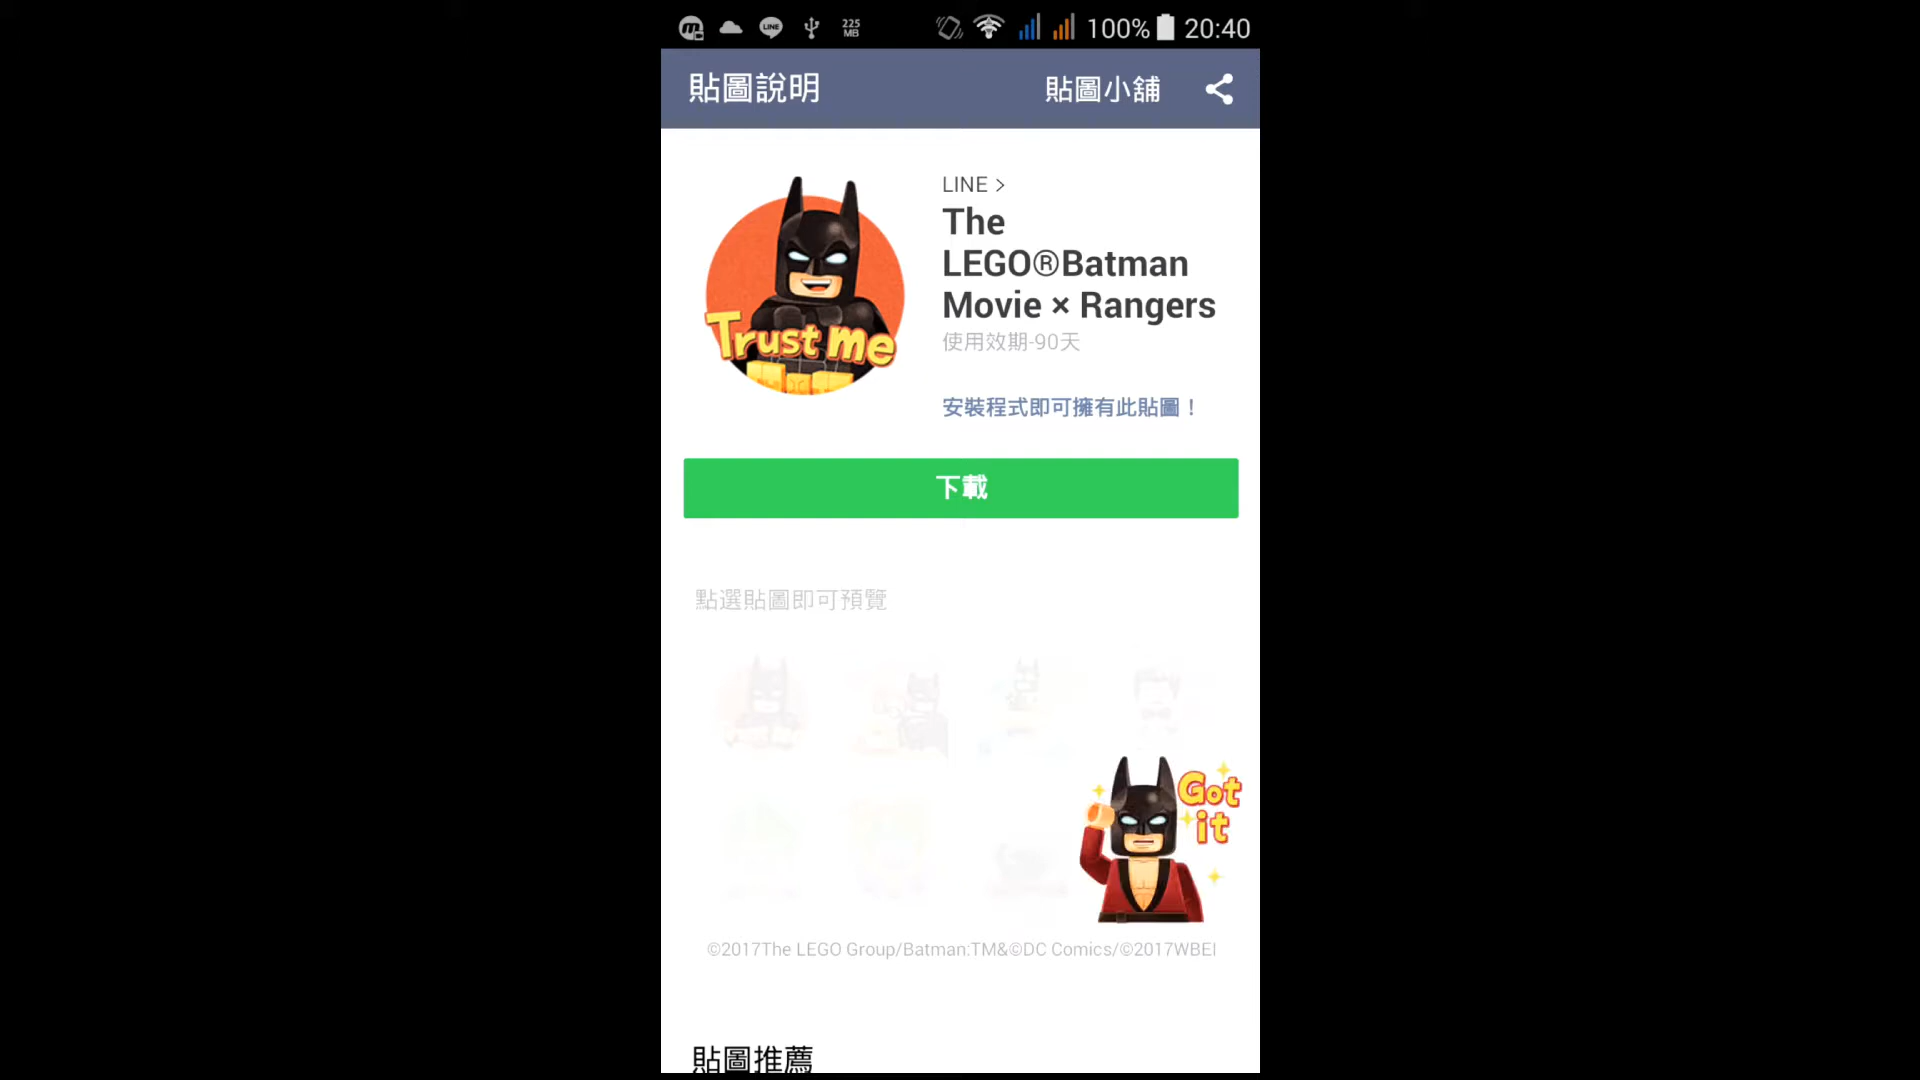 LINE
225
MB
100%
20:40
貼圖說明
貼圖小舖
LINE >
The
LEGO®Batman
Movie × Rangers
使用效期-90天
安裝程式即可擁有此貼圖！
Trust me
下載
點選貼圖即可預覽
Got
it
©2017The LEGO Group/Batman:TM&©DC Comics/©2017WBEI
貼圖推薦